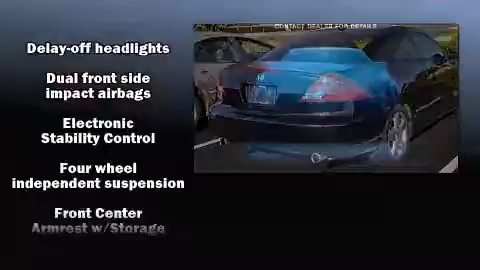 CONTACT DEALER FOR DETAILS
Delay-off headlights
Dual front side
impact airbags
Electronic
Stability Control
Four wheel
independent suspension
Front Center
Armrest w/Storage